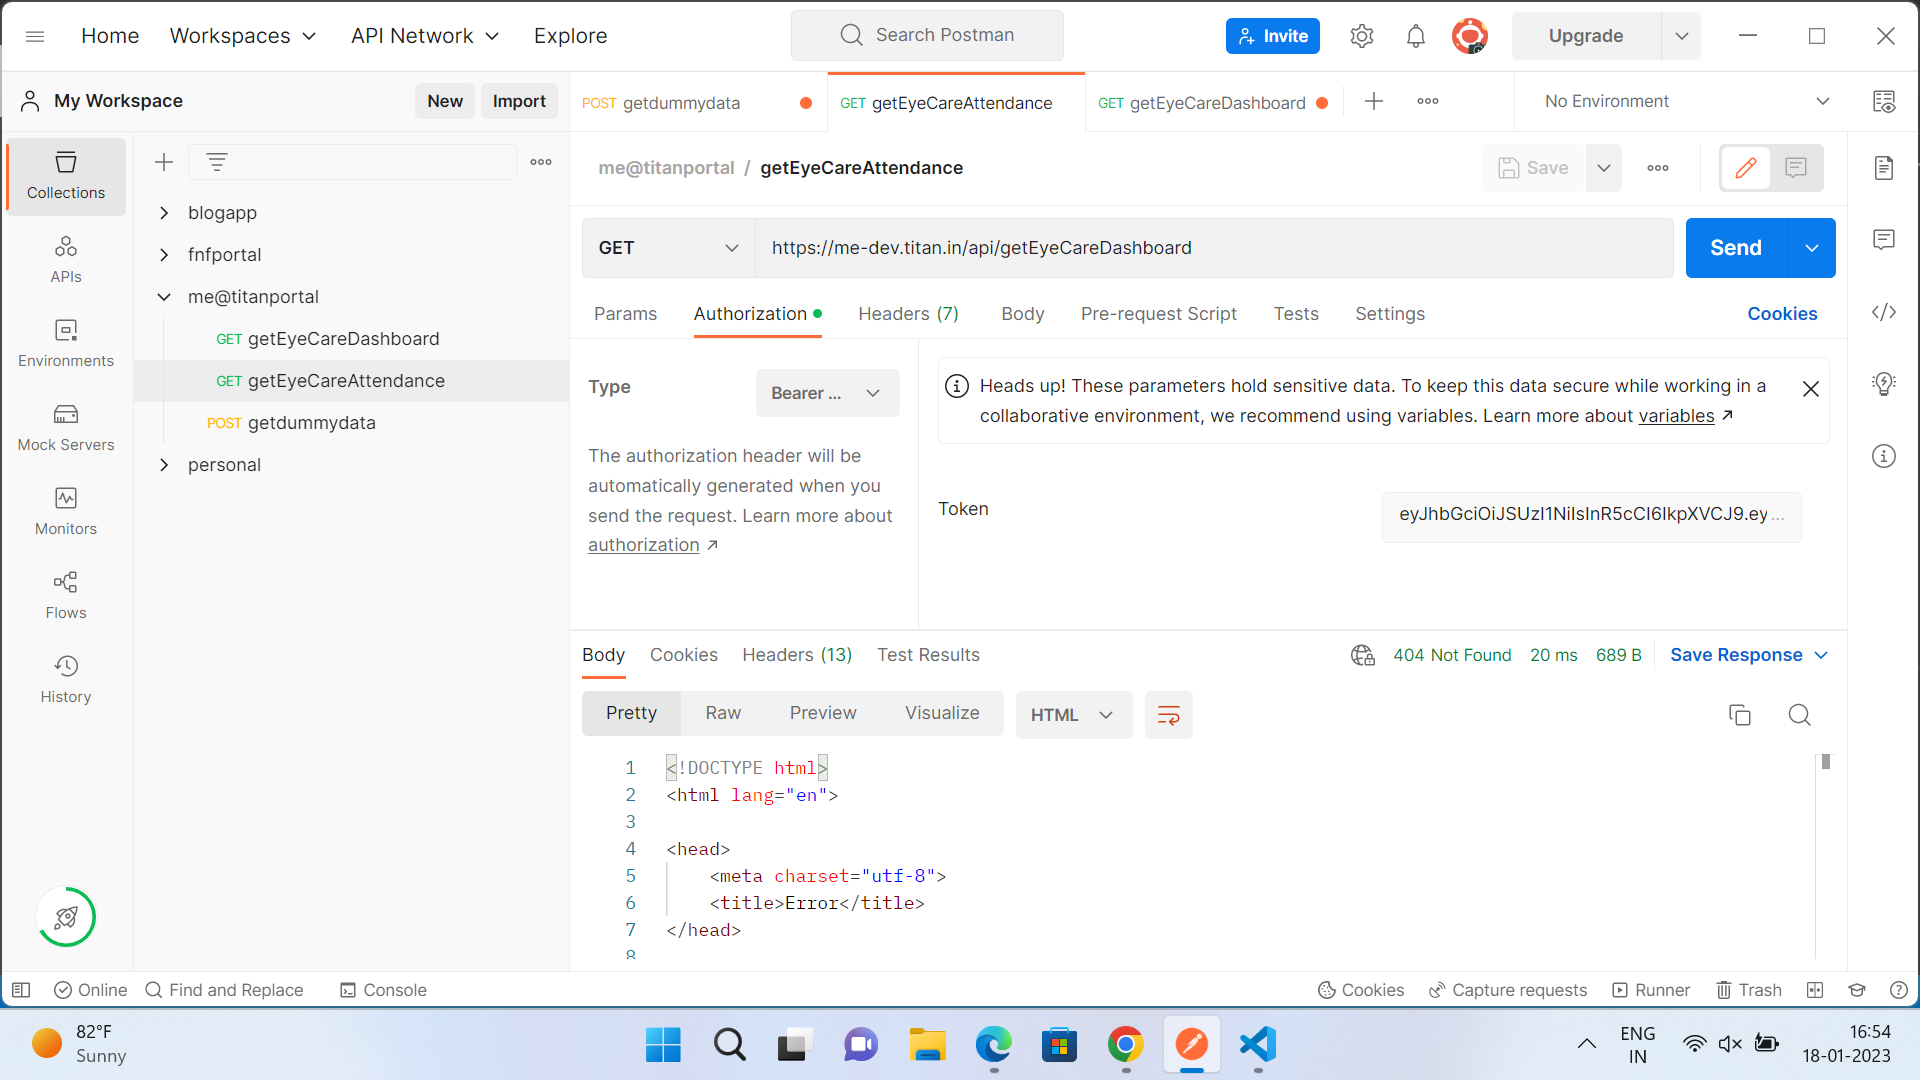 Home Workspaces API Network Explore Search Postman Invite Upgrade
My Workspace New Import
POST getdummydata GET getEyeCareAttendance GET getEyeCareDashboard No Environment
Collections
APIs
Environments
Mock Servers
Monitors
Flows
History
blogapp
fnfportal
me@titanportal
GET getEyeCareDashboard
GET getEyeCareAttendance
POST getdummydata
personal
me@titanportal / getEyeCareAttendance Save
GET https://me-dev.titan.in/api/getEyeCareDashboard Send
Params Authorization Headers (7) Body Pre-request Script Tests Settings Cookies
Type Bearer ...
The authorization header will be
automatically generated when you
send the request. Learn more about
authorization ↗
Heads up! These parameters hold sensitive data. To keep this data secure while working in a
collaborative environment, we recommend using variables. Learn more about variables ↗
Token eyJhbGciOiJSUzI1NiIsInR5cCI6IkpXVCJ9.ey...
Body Cookies Headers (13) Test Results 404 Not Found 20 ms 689 B Save Response
Pretty Raw Preview Visualize HTML
1 <!DOCTYPE html>
2 <html lang="en">
3
4 <head>
5 <meta charset="utf-8">
6 <title>Error</title>
7 </head>
8
Online Find and Replace Console Cookies Capture requests Runner Trash
82°F
Sunny
ENG
IN
16:54
18-01-2023